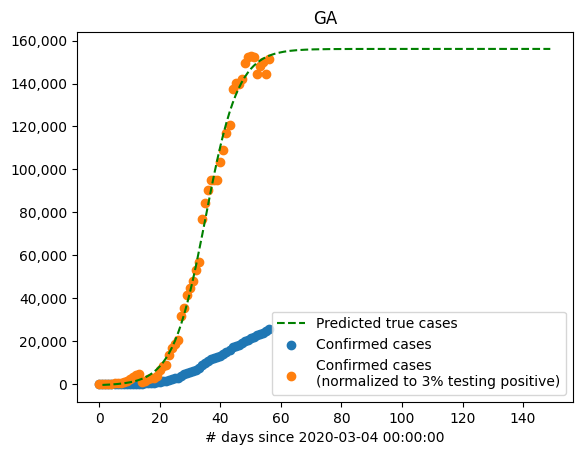 GA
160,000
140,000
120,000
100,000
80,000
60,000
40,000
20,000
0
0 20 40 60 80 100 120 140
# days since 2020-03-04 00:00:00
Predicted true cases
Confirmed cases
Confirmed cases
(normalized to 3% testing positive)